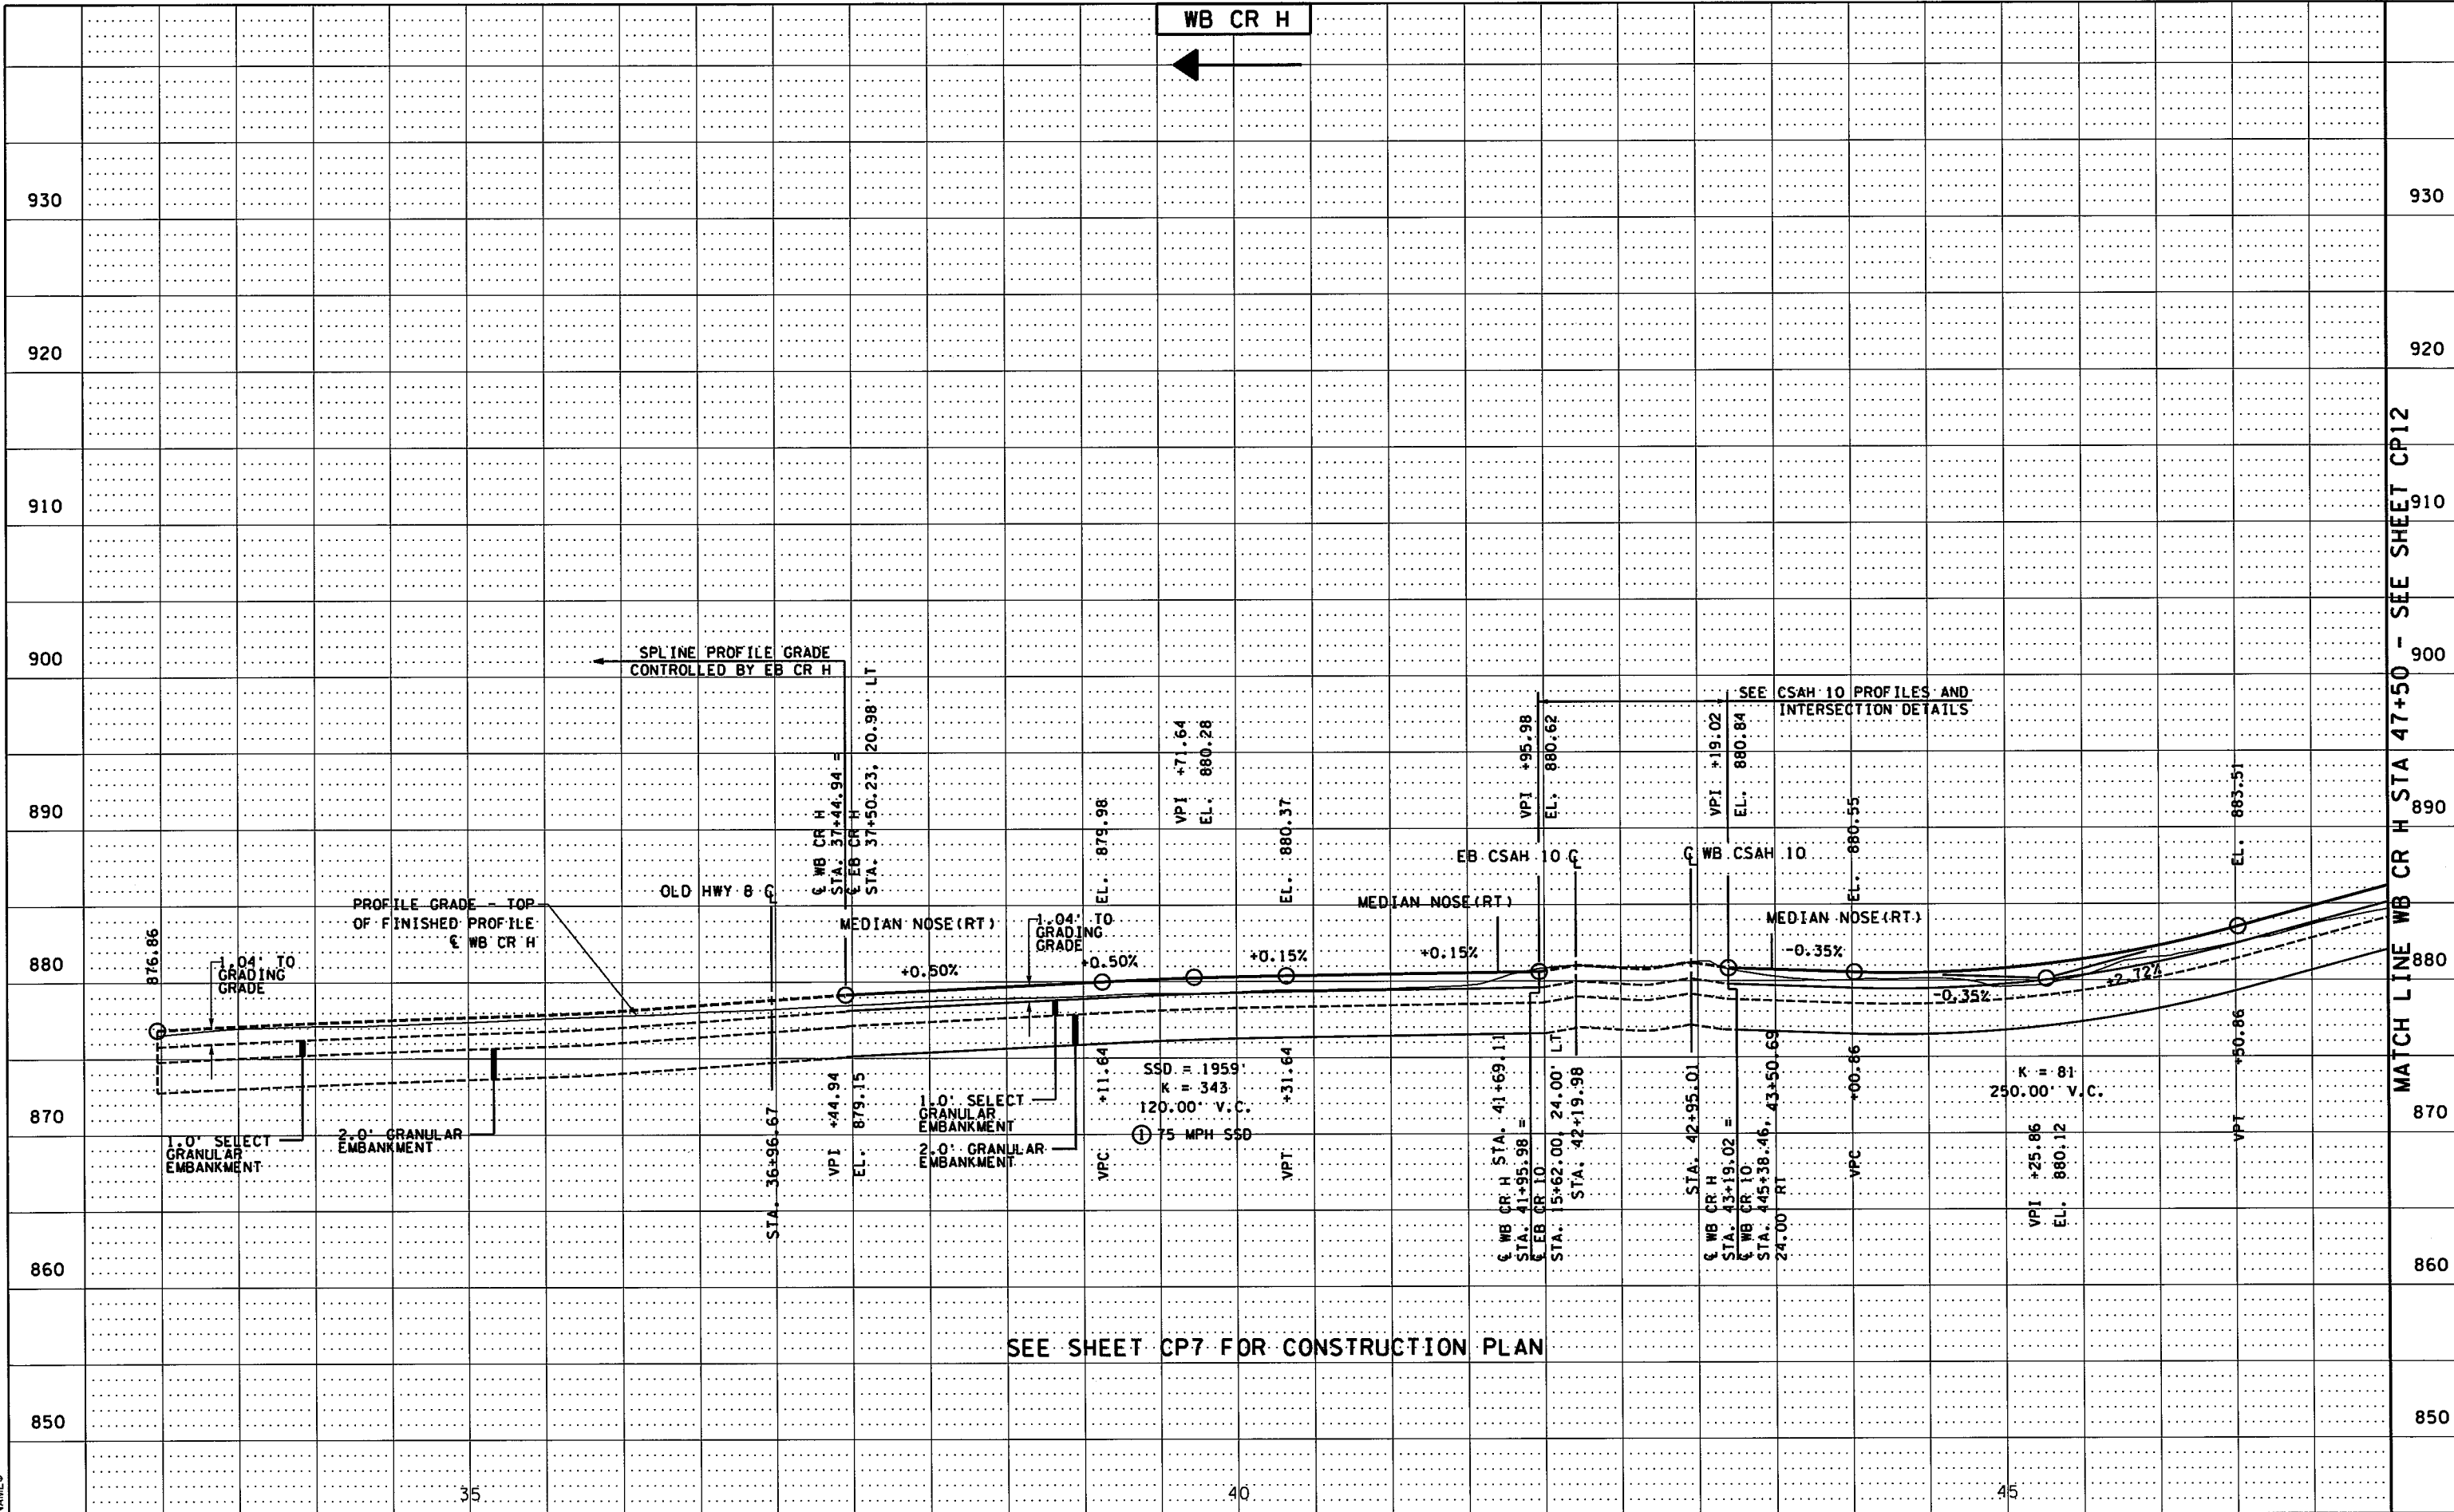 WB CR H
930
930
920
920
910
910
900
900
890
890
880
880
870
870
860
860
850
850
SPLINE PROFILE GRADE
CONTROLLED BY EB CR H
SEE CSAH 10 PROFILES AND
INTERSECTION DETAILS
876.86
1.04' TO
GRADING
GRADE
PROFILE GRADE - TOP
OF FINISHED PROFILE
℄ WB CR H
OLD HWY 8 ℄
℄ WB CR H
STA. 37+44.94 =
℄ EB CR H
STA. 37+50.23, 20.98' LT
MEDIAN NOSE(RT)
+0.50%
1.04' TO
GRADING
GRADE
EL. 879.98
+0.50%
VPI +71.64
EL. 880.28
EL. 880.37
+0.15%
MEDIAN NOSE(RT)
+0.15%
VPI +95.98
EL. 880.62
EB CSAH 10 ℄
℄ WB CSAH 10
VPI +19.02
EL. 880.84
MEDIAN NOSE(RT)
-0.35%
EL. 880.55
-0.35%
+2.72%
EL. 883.51
1.0' SELECT
GRANULAR
EMBANKMENT
2.0' GRANULAR
EMBANKMENT
STA. 36+96.67
VPI +44.94
EL. 879.15
1.0' SELECT
GRANULAR
EMBANKMENT
2.0' GRANULAR
EMBANKMENT
VPC +11.64
SSD = 1959'
K = 343
120.00' V.C.
① 75 MPH SSD
VPT +31.64
STA. 41+69.11
℄ WB CR H
STA. 41+95.98 =
℄ EB CR 10
STA. 15+62.00, 24.00' LT
STA. 42+19.98
STA. 42+95.01
℄ WB CR H
STA. 43+19.02 =
℄ WB CR 10
STA. 445+38.46,
24.00' RT
43+50.69
VPC +00.86
K = 81
250.00' V.C.
VPI +25.86
EL. 880.12
VPT +50.86
MATCH LINE WB CR H STA 47+50 - SEE SHEET CP12
SEE SHEET CP7 FOR CONSTRUCTION PLAN
35
40
45